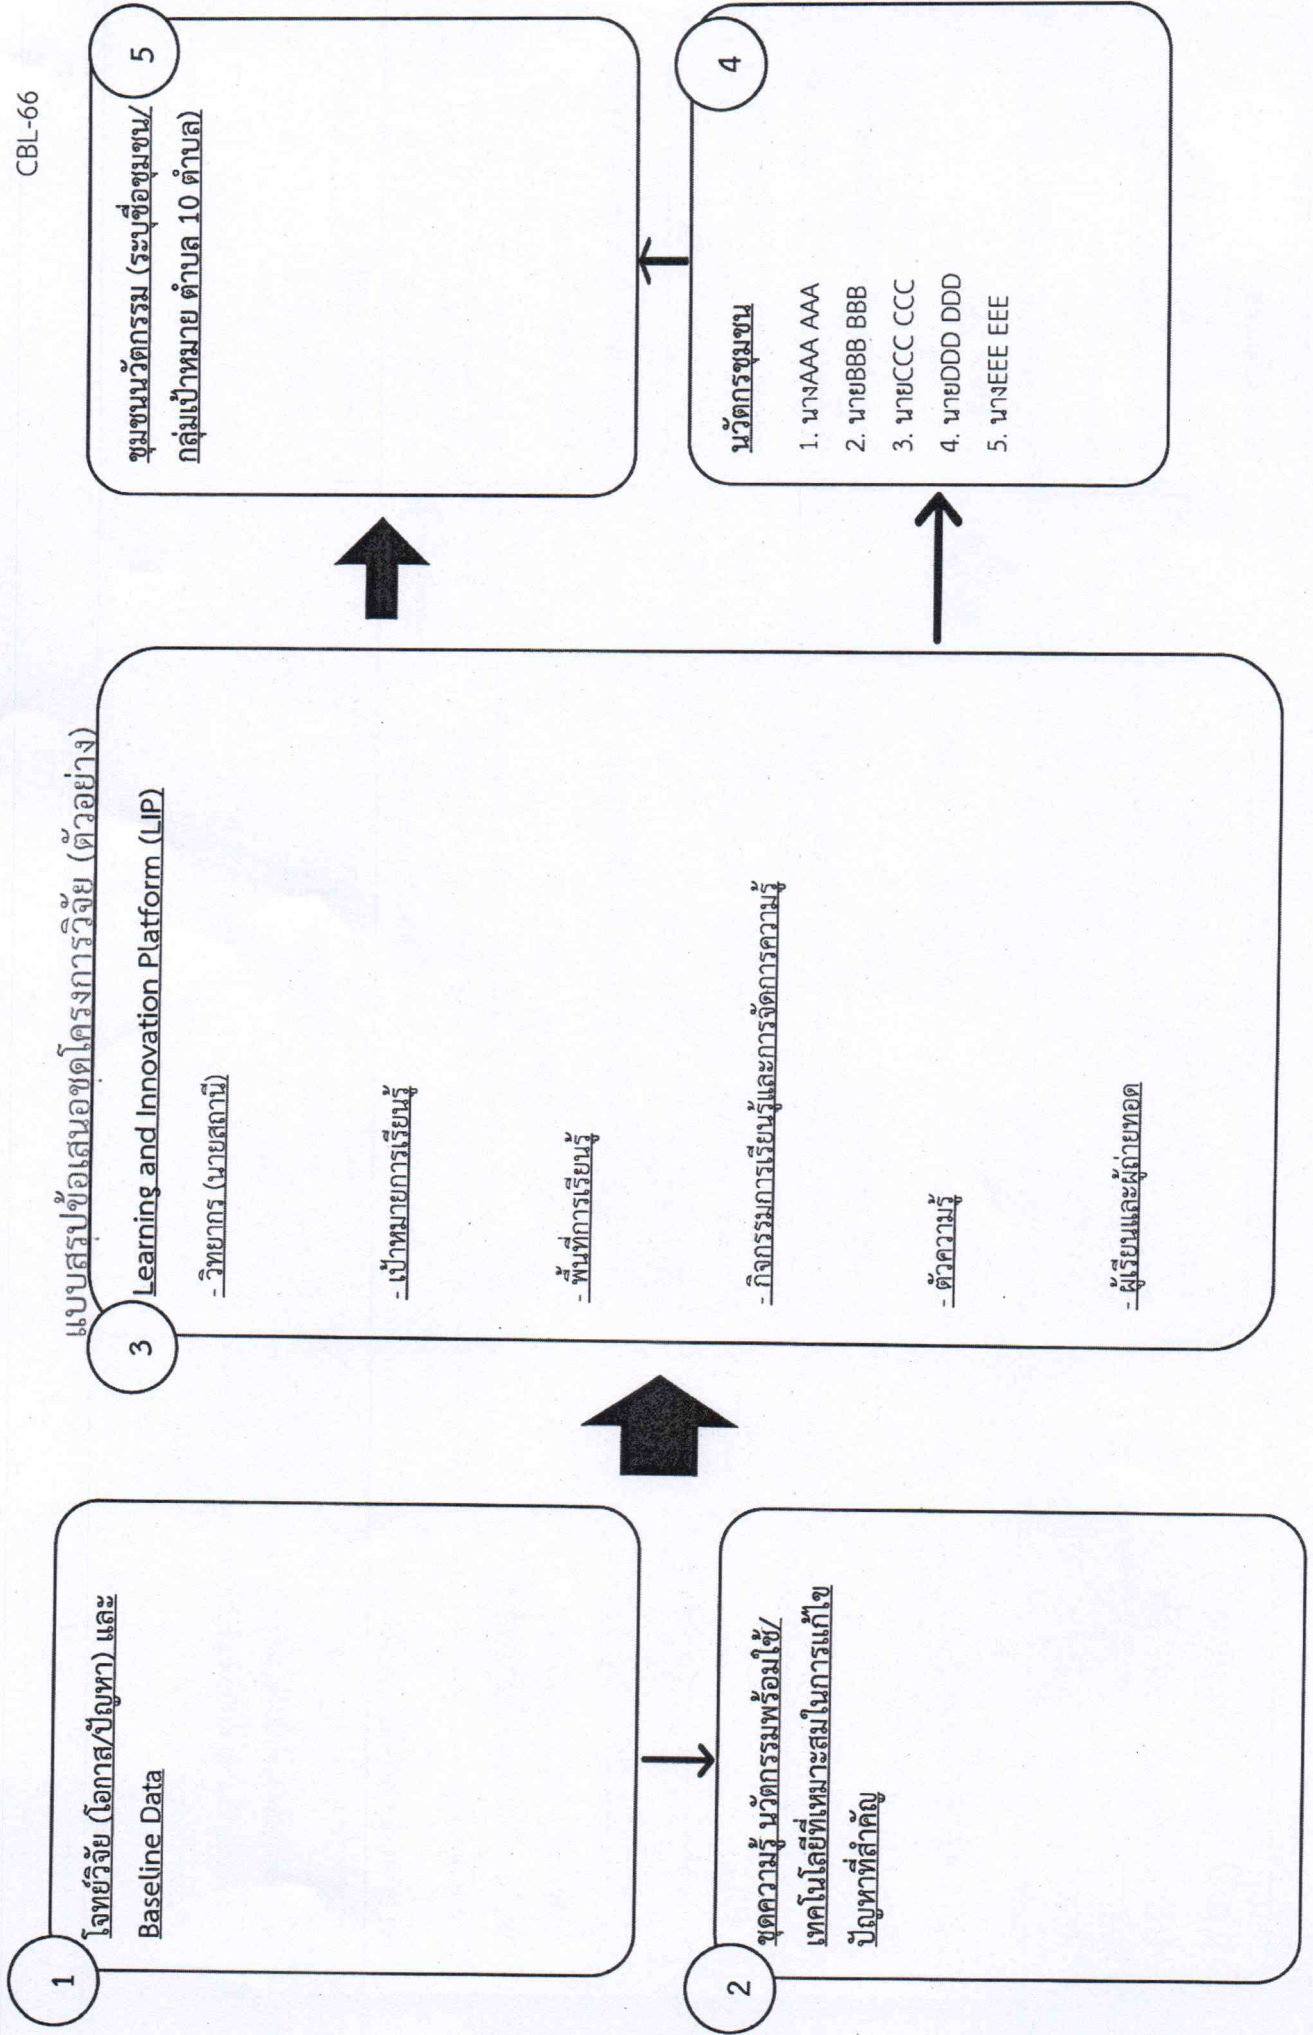 CBL-66
แบบสรุปข้อเสนอชุดโครงการวิจัย (ตัวอย่าง)
1
โจทย์วิจัย (โอกาส/ปัญหา) และ
Baseline Data
2
ชุดความรู้ นวัตกรรมพร้อมใช้/
เทคโนโลยีที่เหมาะสมในการแก้ไข
ปัญหาที่สำคัญ
3
Learning and Innovation Platform (LIP)
- วิทยากร (นายสถานี)
- เป้าหมายการเรียนรู้
- พื้นที่การเรียนรู้
- กิจกรรมการเรียนรู้และการจัดการความรู้
- ตัวความรู้
- ผู้เรียนและผู้ถ่ายทอด
4
นวัตกรชุมชน
1. นางAAA AAA
2. นายBBB BBB
3. นายCCC CCC
4. นายDDD DDD
5. นางEEE EEE
5
ชุมชนนวัตกรรม (ระบุชื่อชุมชน/
กลุ่มเป้าหมาย ตำบล 10 ตำบล)